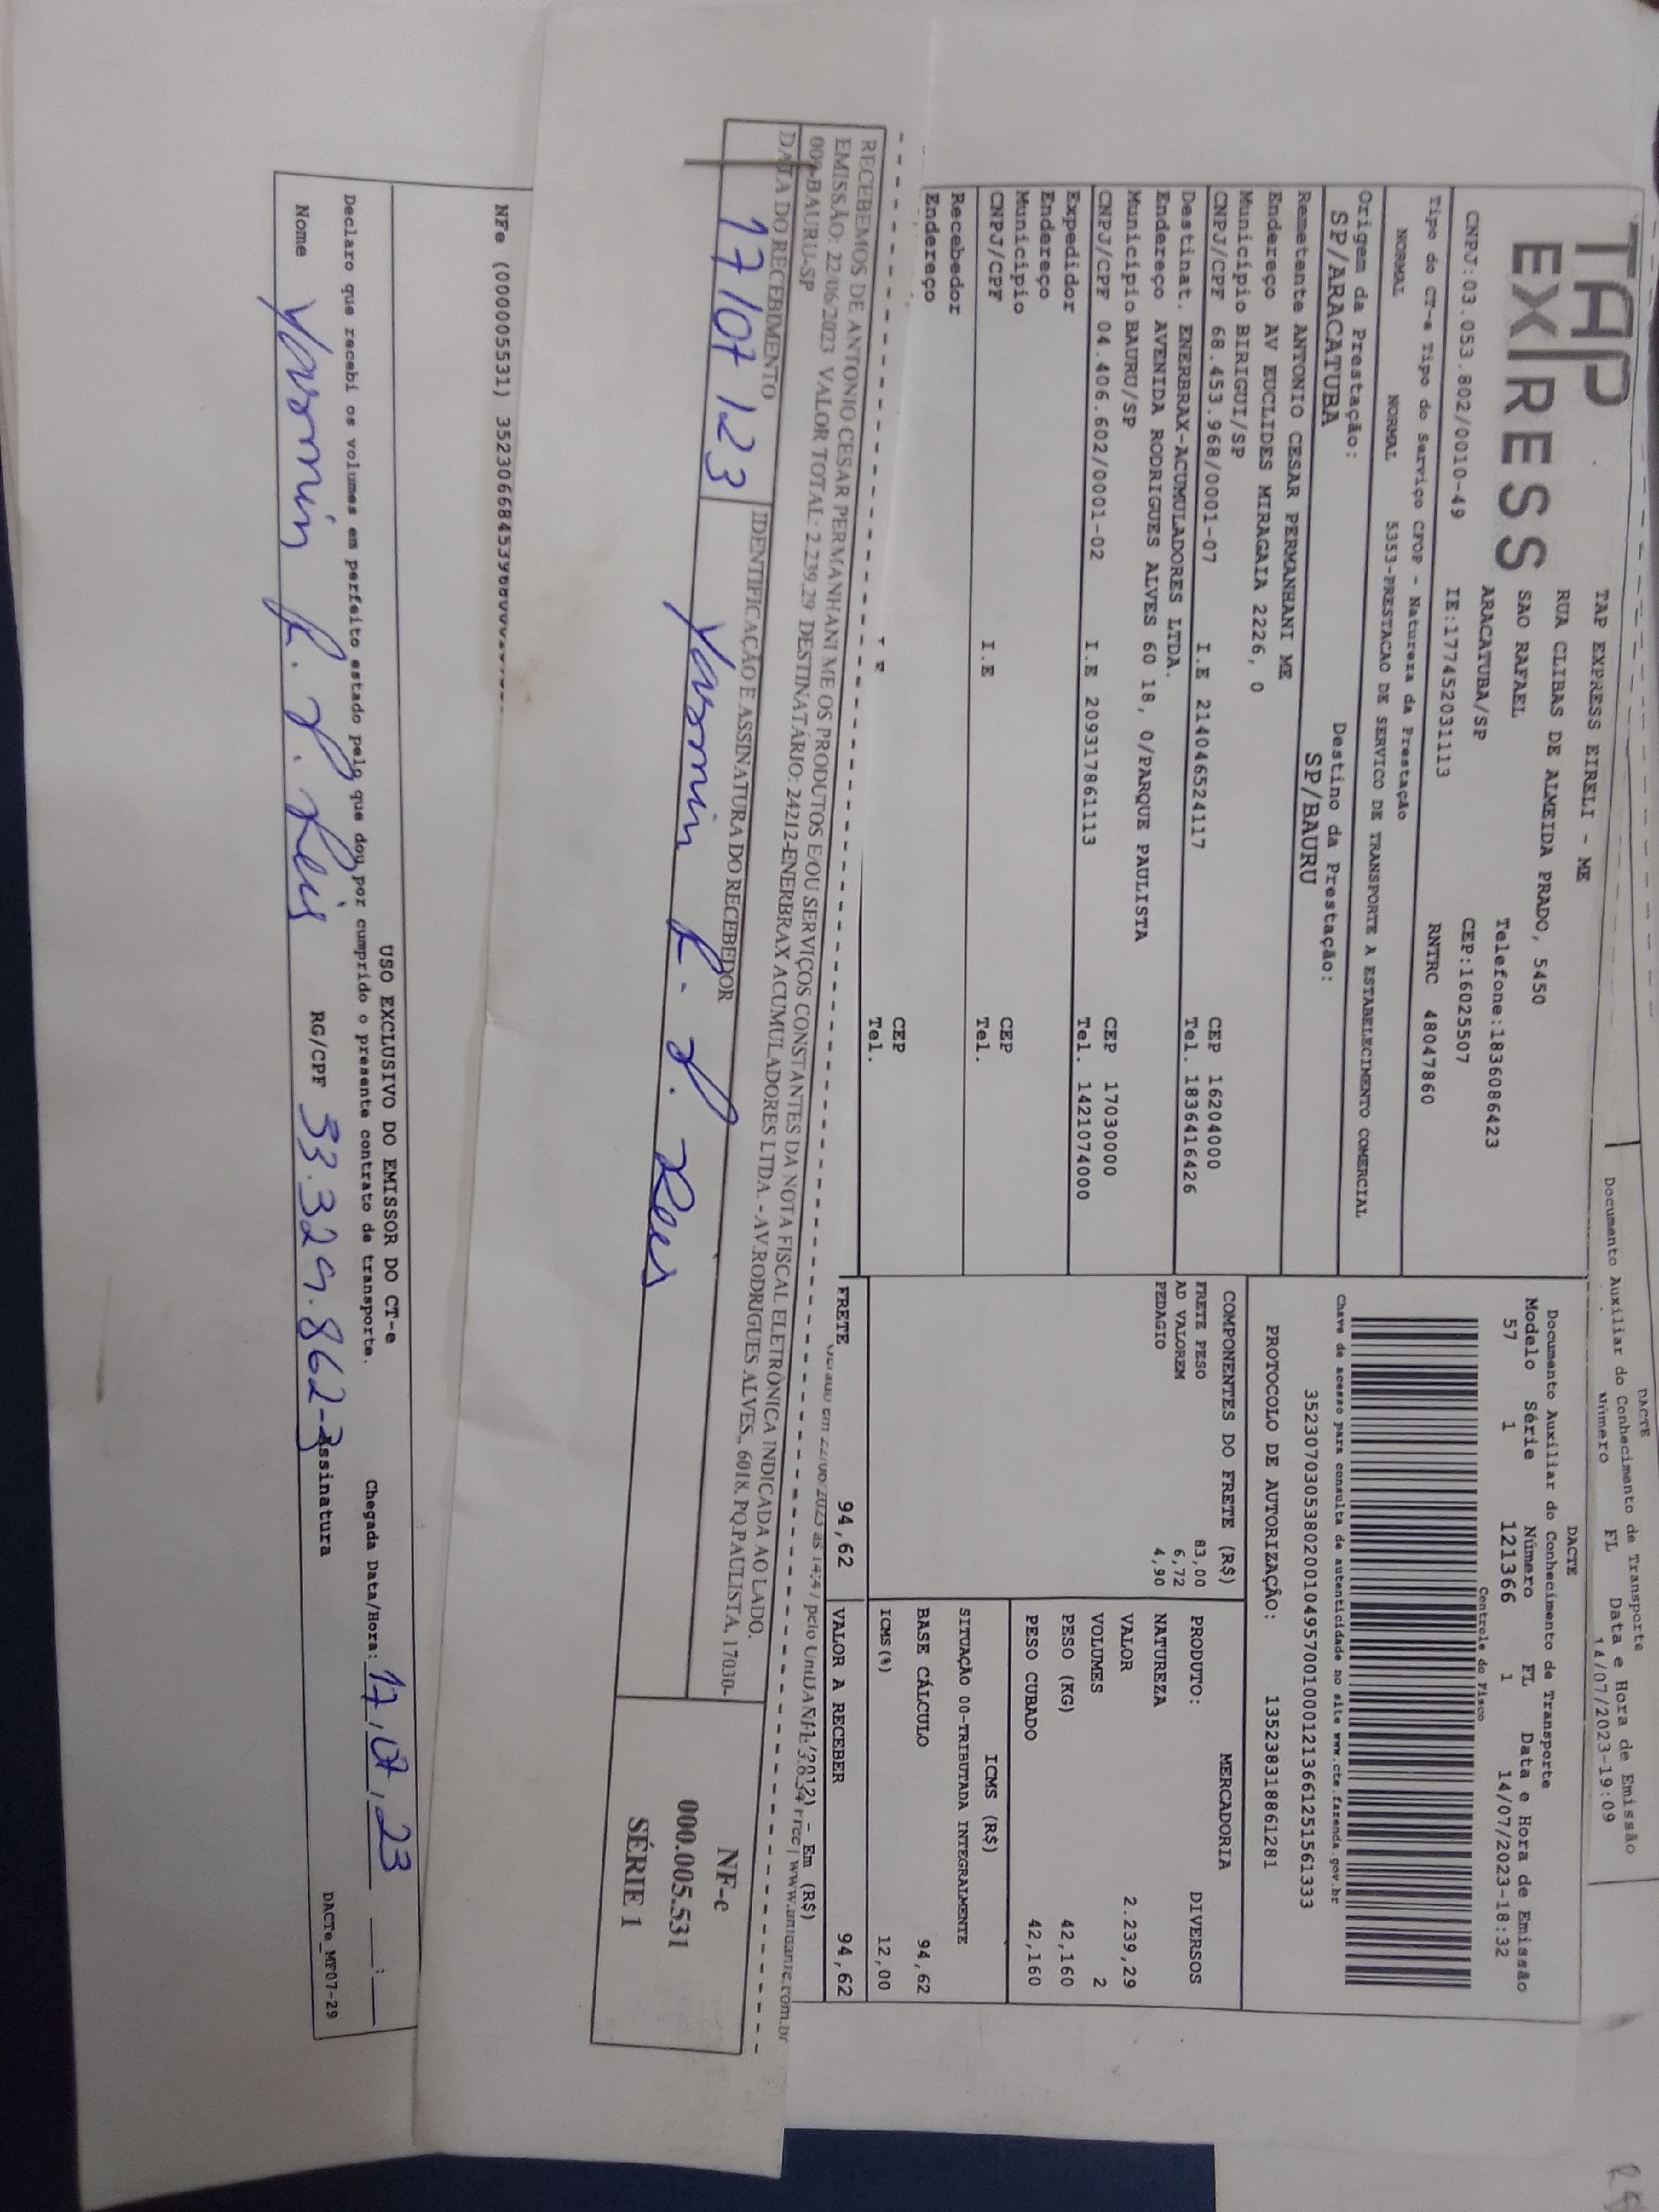 DACTE
Documento Auxiliar do Conhecimento de Transporte
Número FL Data e Hora de Emissão
14/07/2023-19:09
TAP
EXPRESS
TAP EXPRESS EIRELI - ME
RUA CLIBAS DE ALMEIDA PRADO, 5450
SAO RAFAEL Telefone:1836086423
ARACATUBA/SP CEP:16025507
CNPJ:03.053.802/0010-49 IE:177452031113 RNTRC 48047860
Tipo do CT-e Tipo do Serviço CFOP - Natureza da Prestação
NORMAL NORMAL 5353-PRESTACAO DE SERVICO DE TRANSPORTE A ESTABELECIMENTO COMERCIAL
Origem da Prestação: Destino da Prestação:
SP/ARACATUBA SP/BAURU
Remetente ANTONIO CESAR PERMANHANI ME
Endereço AV EUCLIDES MIRAGAIA 2226, 0
Município BIRIGUI/SP CEP 16204000
CNPJ/CPF 68.453.968/0001-07 I.E 214046524117 Tel. 1836416426
Destinat. ENERBRAX-ACUMULADORES LTDA.
Endereço AVENIDA RODRIGUES ALVES 60 18, 0/PARQUE PAULISTA
Município BAURU/SP CEP 17030000
CNPJ/CPF 04.406.602/0001-02 I.E 209317861113 Tel. 1421074000
Expedidor
Endereço
Município CEP
CNPJ/CPF I.E Tel.
Recebedor
Endereço
CEP
Tel.
DACTE
Documento Auxiliar do Conhecimento de Transporte
Modelo Série Número FL Data e Hora de Emissão
57 1 121366 1 14/07/2023-18:32
Controle do Fisco
Chave de acesso para consulta de autenticidade no site www.cte.fazenda.gov.br
35230703053802001049570010001213661251561333
PROTOCOLO DE AUTORIZAÇÃO: 135238318861281
COMPONENTES DO FRETE (R$)
FRETE PESO 83,00
AD VALOREM 6,72
PEDAGIO 4,90
MERCADORIA
PRODUTO: DIVERSOS
NATUREZA
VALOR 2.239,29
VOLUMES 2
PESO (KG) 42,160
PESO CUBADO 42,160
ICMS (R$)
SITUAÇÃO 00-TRIBUTADA INTEGRALMENTE
BASE CÁLCULO 94,62
ICMS (%) 12,00
FRETE 94,62 VALOR A RECEBER 94,62
RECEBEMOS DE ANTONIO CESAR PERMANHANI ME OS PRODUTOS E/OU SERVIÇOS CONSTANTES DA NOTA FISCAL ELETRÔNICA INDICADA AO LADO.
EMISSÃO: 22/06/2023 VALOR TOTAL: 2.239,29 DESTINATÁRIO: 24212-ENERBRAX ACUMULADORES LTDA. - AV.RODRIGUES ALVES,, 6018, PQ.PAULISTA, 17030-
009-BAURU-SP
DATA DO RECEBIMENTO IDENTIFICAÇÃO E ASSINATURA DO RECEBEDOR
17/07/23 Yasmin R. P. Reis
NF-e
000.005.531
SÉRIE 1
NFe (000005531) 3523066845396
USO EXCLUSIVO DO EMISSOR DO CT-e
Declaro que recebi os volumes em perfeito estado pelo que dou por cumprido o presente contrato de transporte. Chegada Data/Hora: 17,07,23 __:__
Nome Yasmin R. P. Reis RG/CPF 53.329.862-3 Assinatura
DACTe_MF07-29